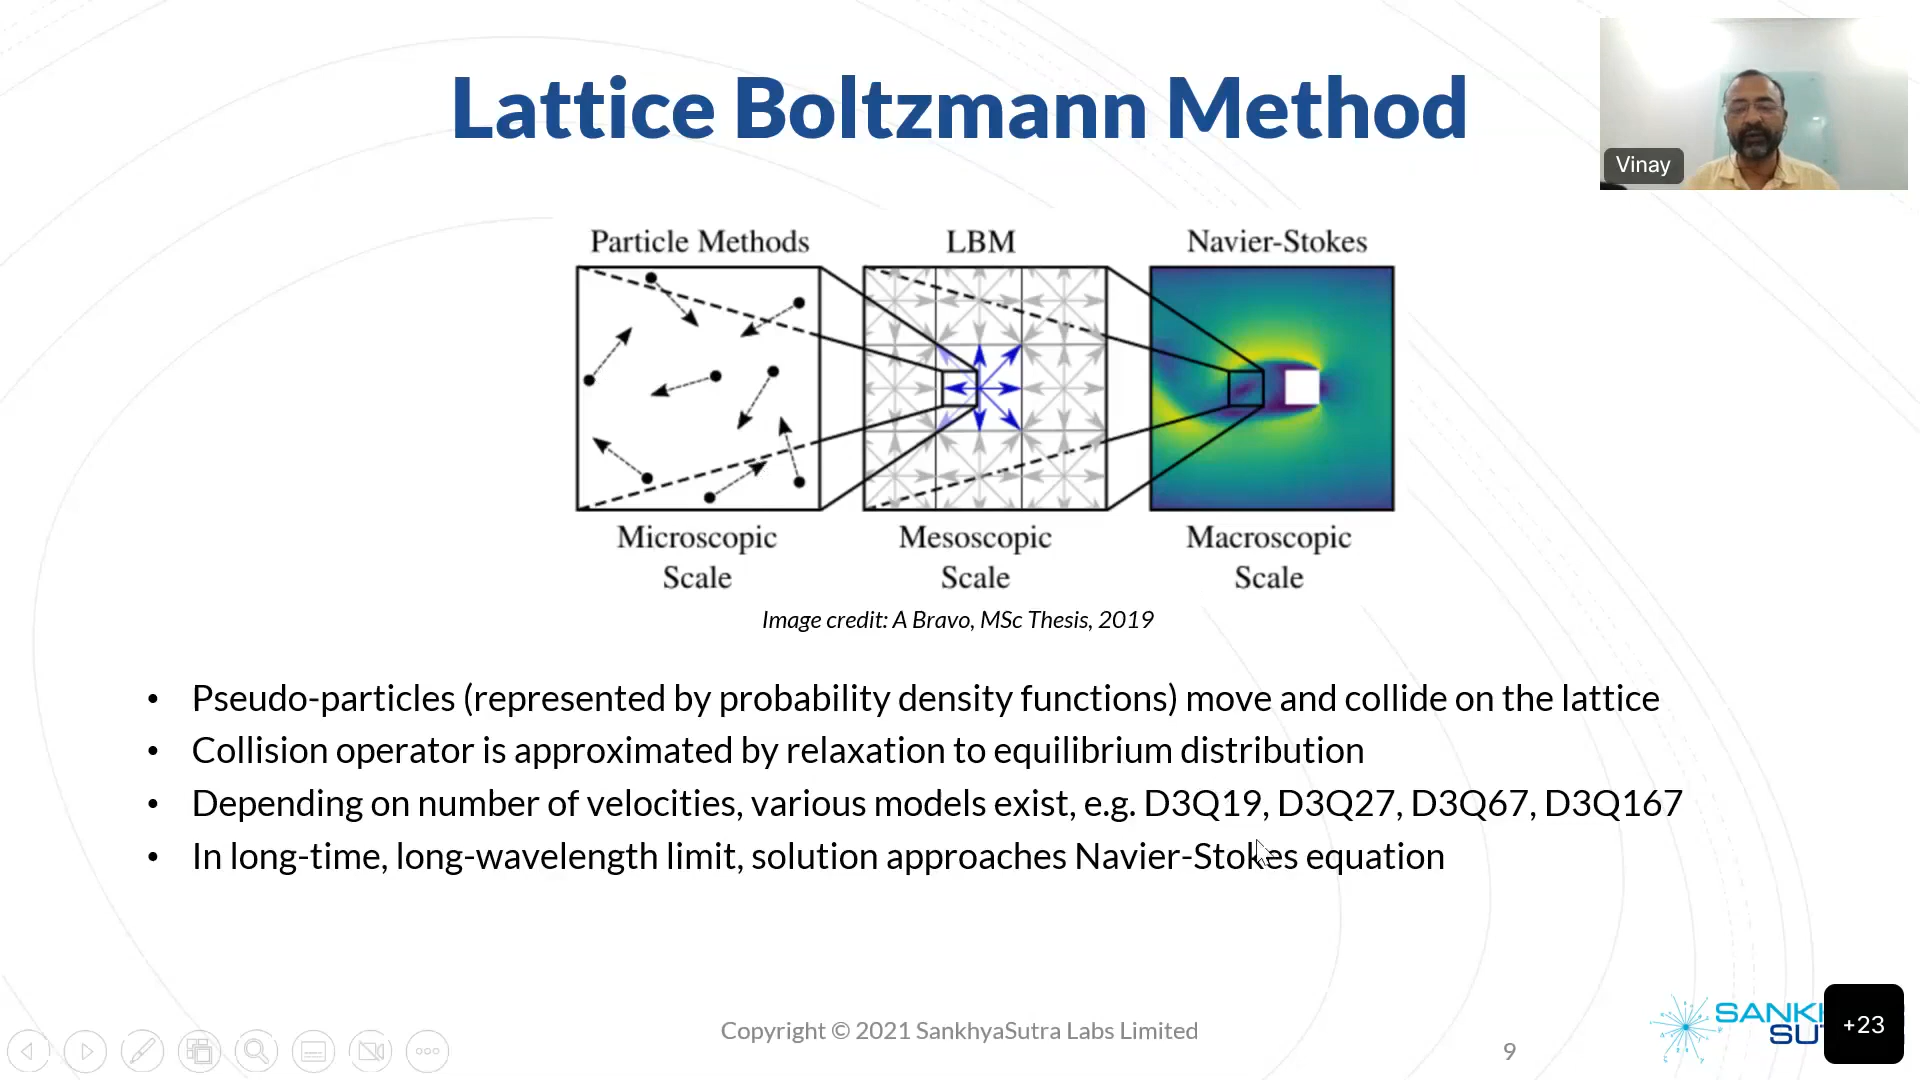 Lattice Boltzmann Method
Vinay
Particle Methods
LBM
Navier-Stokes
Microscopic
Scale
Mesoscopic
Scale
Macroscopic
Scale
Image credit: A Bravo, MSc Thesis, 2019
• Pseudo-particles (represented by probability density functions) move and collide on the lattice
• Collision operator is approximated by relaxation to equilibrium distribution
• Depending on number of velocities, various models exist, e.g. D3Q19, D3Q27, D3Q67, D3Q167
• In long-time, long-wavelength limit, solution approaches Navier-Stokes equation
Copyright © 2021 SankhyaSutra Labs Limited
9
+23